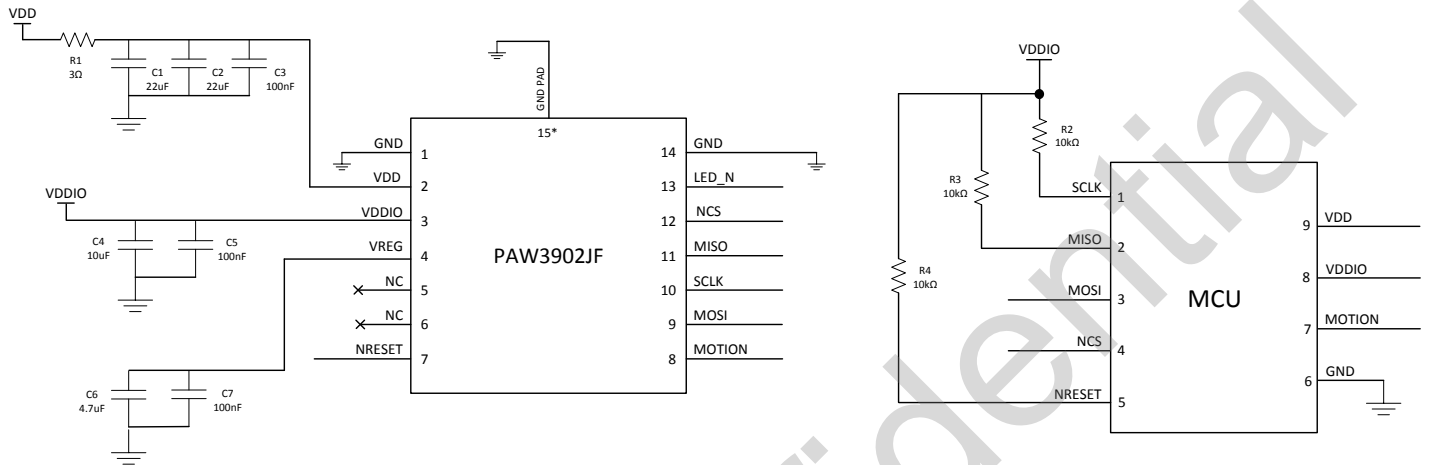 VDD
R1
3Ω
C1
22uF
C2
22uF
C3
100nF
VDDIO
C4
10uF
C5
100nF
C6
4.7uF
C7
100nF
GND PAD
15*
PAW3902JF
GND
1
VDD
2
VDDIO
3
VREG
4
NC
5
NC
6
NRESET
7
14
GND
13
LED_N
12
NCS
11
MISO
10
SCLK
9
MOSI
8
MOTION
VDDIO
R2
10kΩ
R3
10kΩ
R4
10kΩ
MCU
SCLK
1
MISO
2
MOSI
3
NCS
4
NRESET
5
9
VDD
8
VDDIO
7
MOTION
6
GND
fidential